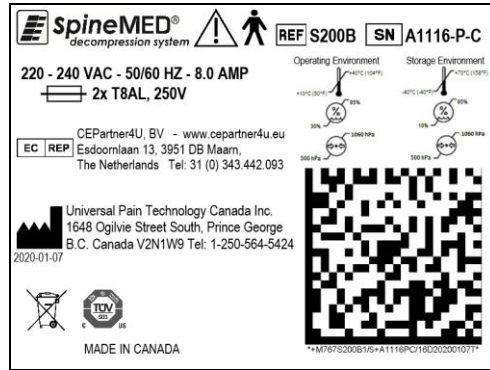 SpineMED®
decompression system
REF S200B SN A1116-P-C
220 - 240 VAC - 50/60 HZ - 8.0 AMP
2x T8AL, 250V
Operating Environment
+40°C (104°F)
+10°C (50°F)
85%
%
30%
1060 hPa
500 hPa
Storage Environment
+70°C (158°F)
-40°C (-40°F)
85%
%
10%
1060 hPa
500 hPa
EC REP
CEPartner4U, BV - www.cepartner4u.eu
Esdoornlaan 13, 3951 DB Maarn,
The Netherlands Tel: 31 (0) 343.442.093
Universal Pain Technology Canada Inc.
1648 Ogilvie Street South, Prince George
B.C. Canada V2N1W9 Tel: 1-250-564-5424
2020-01-07
TÜV
SÜD
C US
MADE IN CANADA
*+M767S200B1/S+A1116PC/16D20200107T*